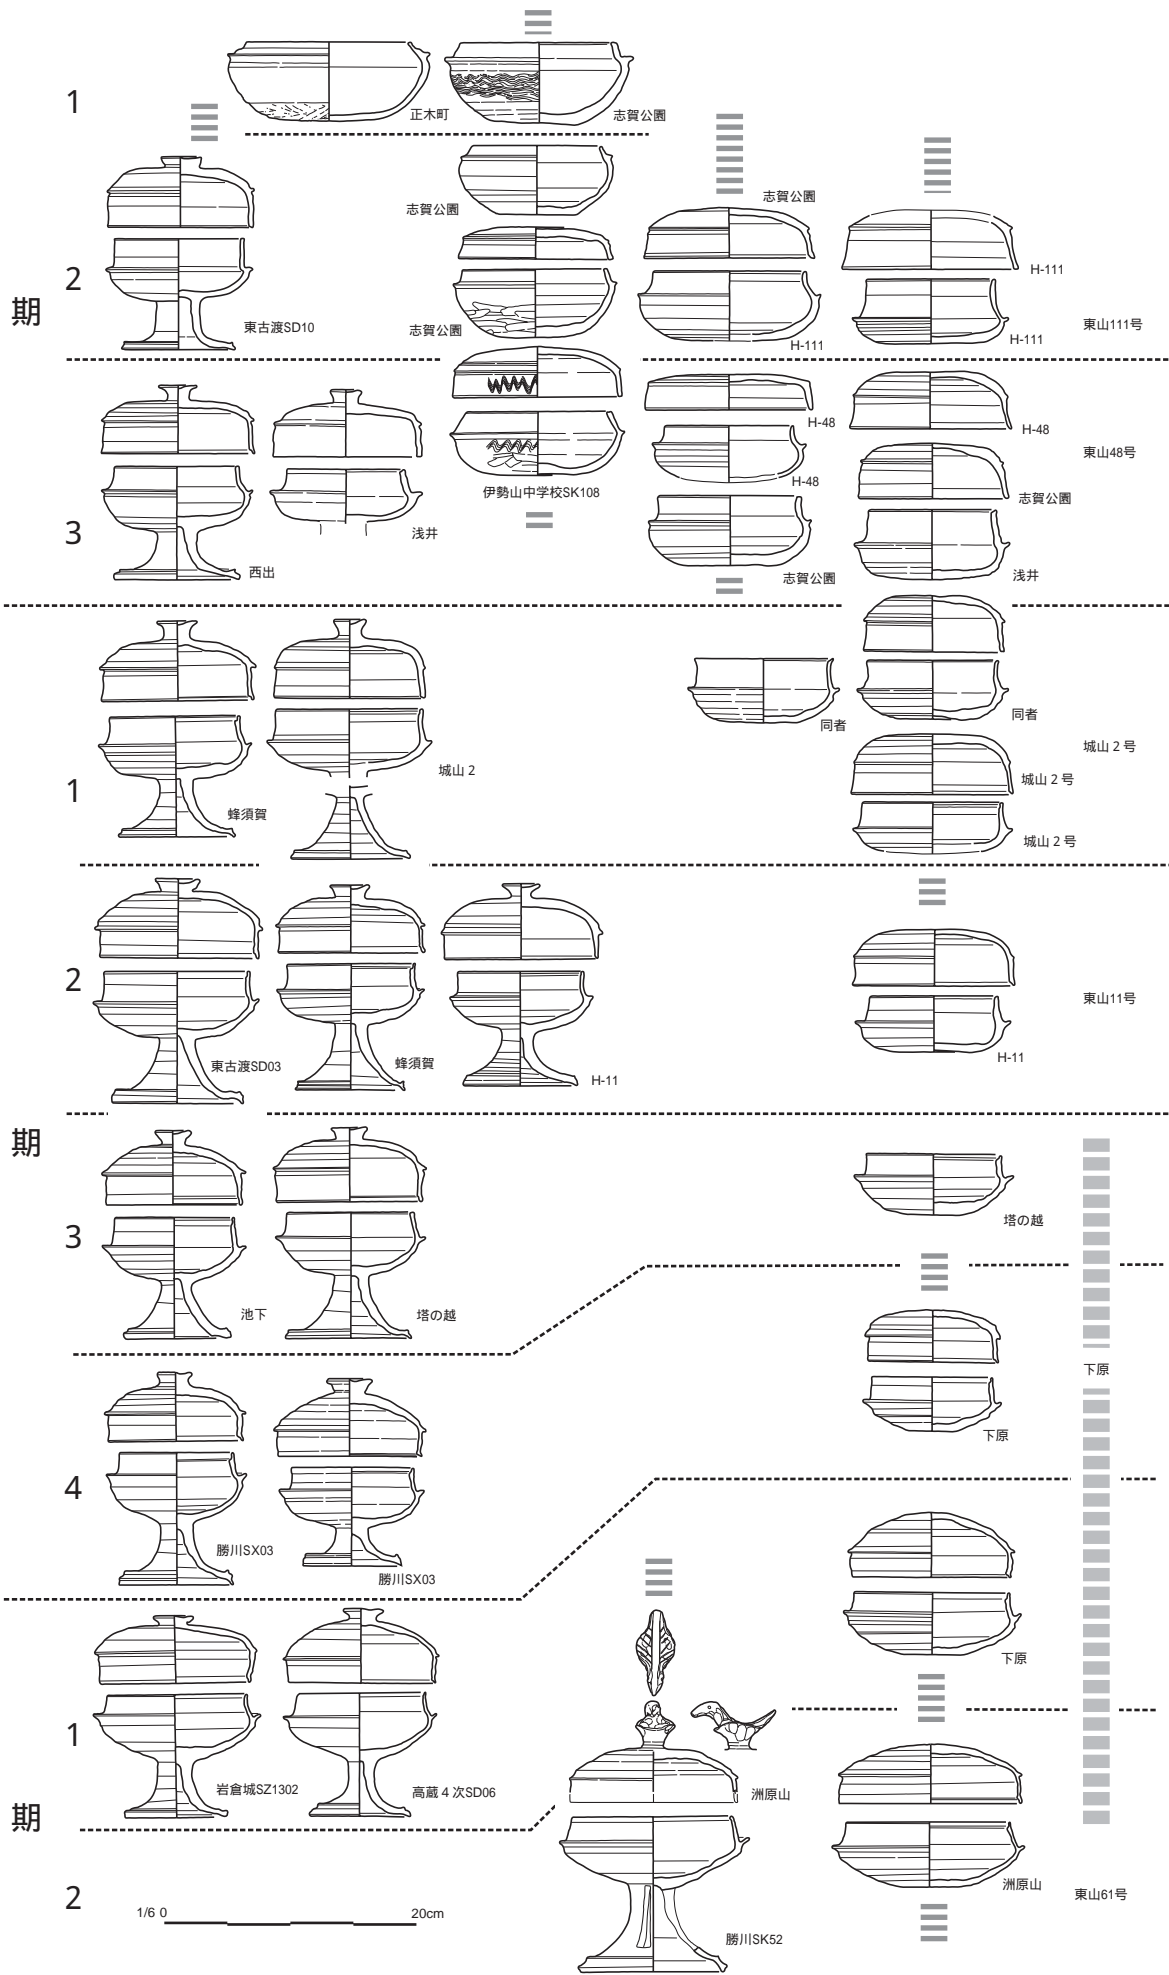 1
正木町
志賀公園
志賀公園
志賀公園
H-111
2
期
東古渡SD10
志賀公園
H-111
H-111
東山111号
H-48
H-48
東山48号
H-48
志賀公園
伊勢山中学校SK108
3
西出
浅井
志賀公園
浅井
同者
同者
城山 2 号
1
蜂須賀
城山 2
城山 2 号
城山 2 号
2
東古渡SD03
蜂須賀
H-11
H-11
東山11号
期
3
池下
塔の越
塔の越
下原
下原
4
勝川SX03
勝川SX03
下原
1
岩倉城SZ1302
高蔵 4 次SD06
洲原山
期
2
1/6 0
20cm
勝川SK52
洲原山
東山61号